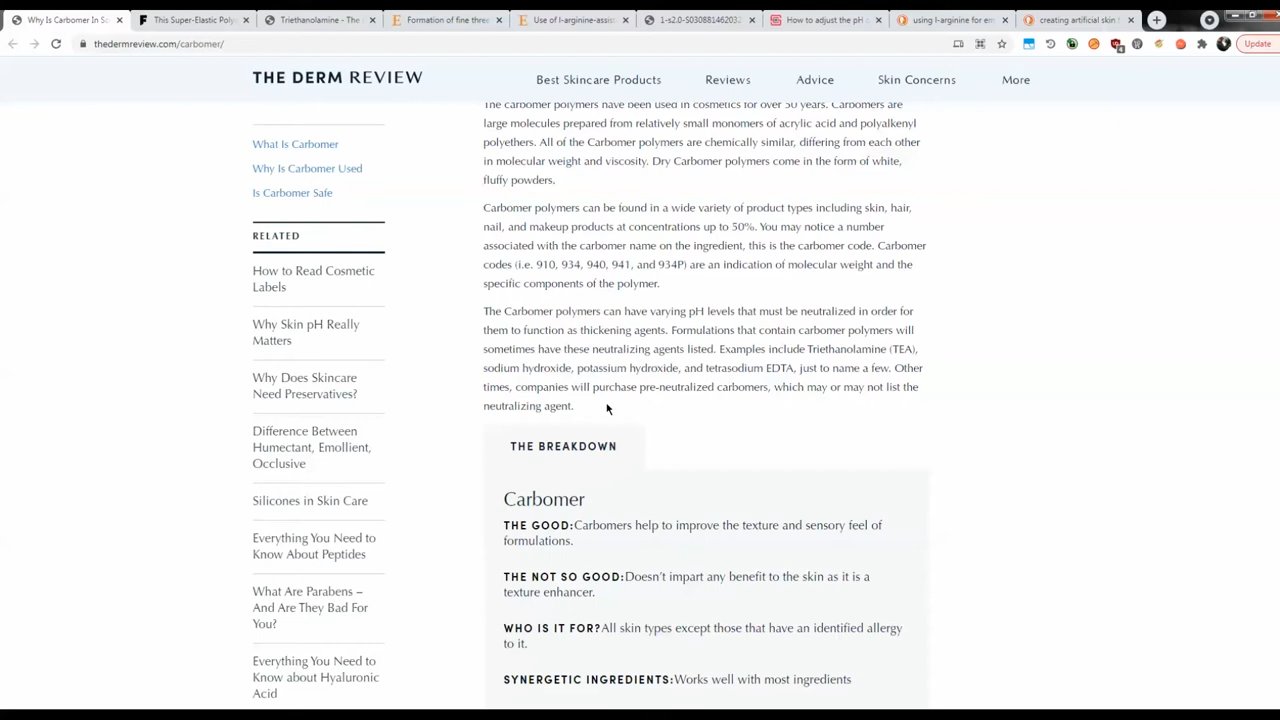 Why Is Carbomer In So
This Super-Elastic Poly
Triethanolamine - The
Formation of fine three
Use of l-arginine-assist
1-s2.0-S03088146203
How to adjust the pH o
using l-arginine for em
creating artificial skin f
thedermreview.com/carbomer/
Update
THE DERM REVIEW
Best Skincare Products
Reviews
Advice
Skin Concerns
More
What Is Carbomer
Why Is Carbomer Used
Is Carbomer Safe
RELATED
How to Read Cosmetic
Labels
Why Skin pH Really
Matters
Why Does Skincare
Need Preservatives?
Difference Between
Humectant, Emollient,
Occlusive
Silicones in Skin Care
Everything You Need to
Know About Peptides
What Are Parabens –
And Are They Bad For
You?
Everything You Need to
Know about Hyaluronic
Acid
The carbomer polymers have been used in cosmetics for over 50 years. Carbomers are
large molecules prepared from relatively small monomers of acrylic acid and polyalkenyl
polyethers. All of the Carbomer polymers are chemically similar, differing from each other
in molecular weight and viscosity. Dry Carbomer polymers come in the form of white,
fluffy powders.
Carbomer polymers can be found in a wide variety of product types including skin, hair,
nail, and makeup products at concentrations up to 50%. You may notice a number
associated with the carbomer name on the ingredient, this is the carbomer code. Carbomer
codes (i.e. 910, 934, 940, 941, and 934P) are an indication of molecular weight and the
specific components of the polymer.
The Carbomer polymers can have varying pH levels that must be neutralized in order for
them to function as thickening agents. Formulations that contain carbomer polymers will
sometimes have these neutralizing agents listed. Examples include Triethanolamine (TEA),
sodium hydroxide, potassium hydroxide, and tetrasodium EDTA, just to name a few. Other
times, companies will purchase pre-neutralized carbomers, which may or may not list the
neutralizing agent.
THE BREAKDOWN
Carbomer
THE GOOD:Carbomers help to improve the texture and sensory feel of
formulations.
THE NOT SO GOOD:Doesn't impart any benefit to the skin as it is a
texture enhancer.
WHO IS IT FOR?All skin types except those that have an identified allergy
to it.
SYNERGETIC INGREDIENTS:Works well with most ingredients